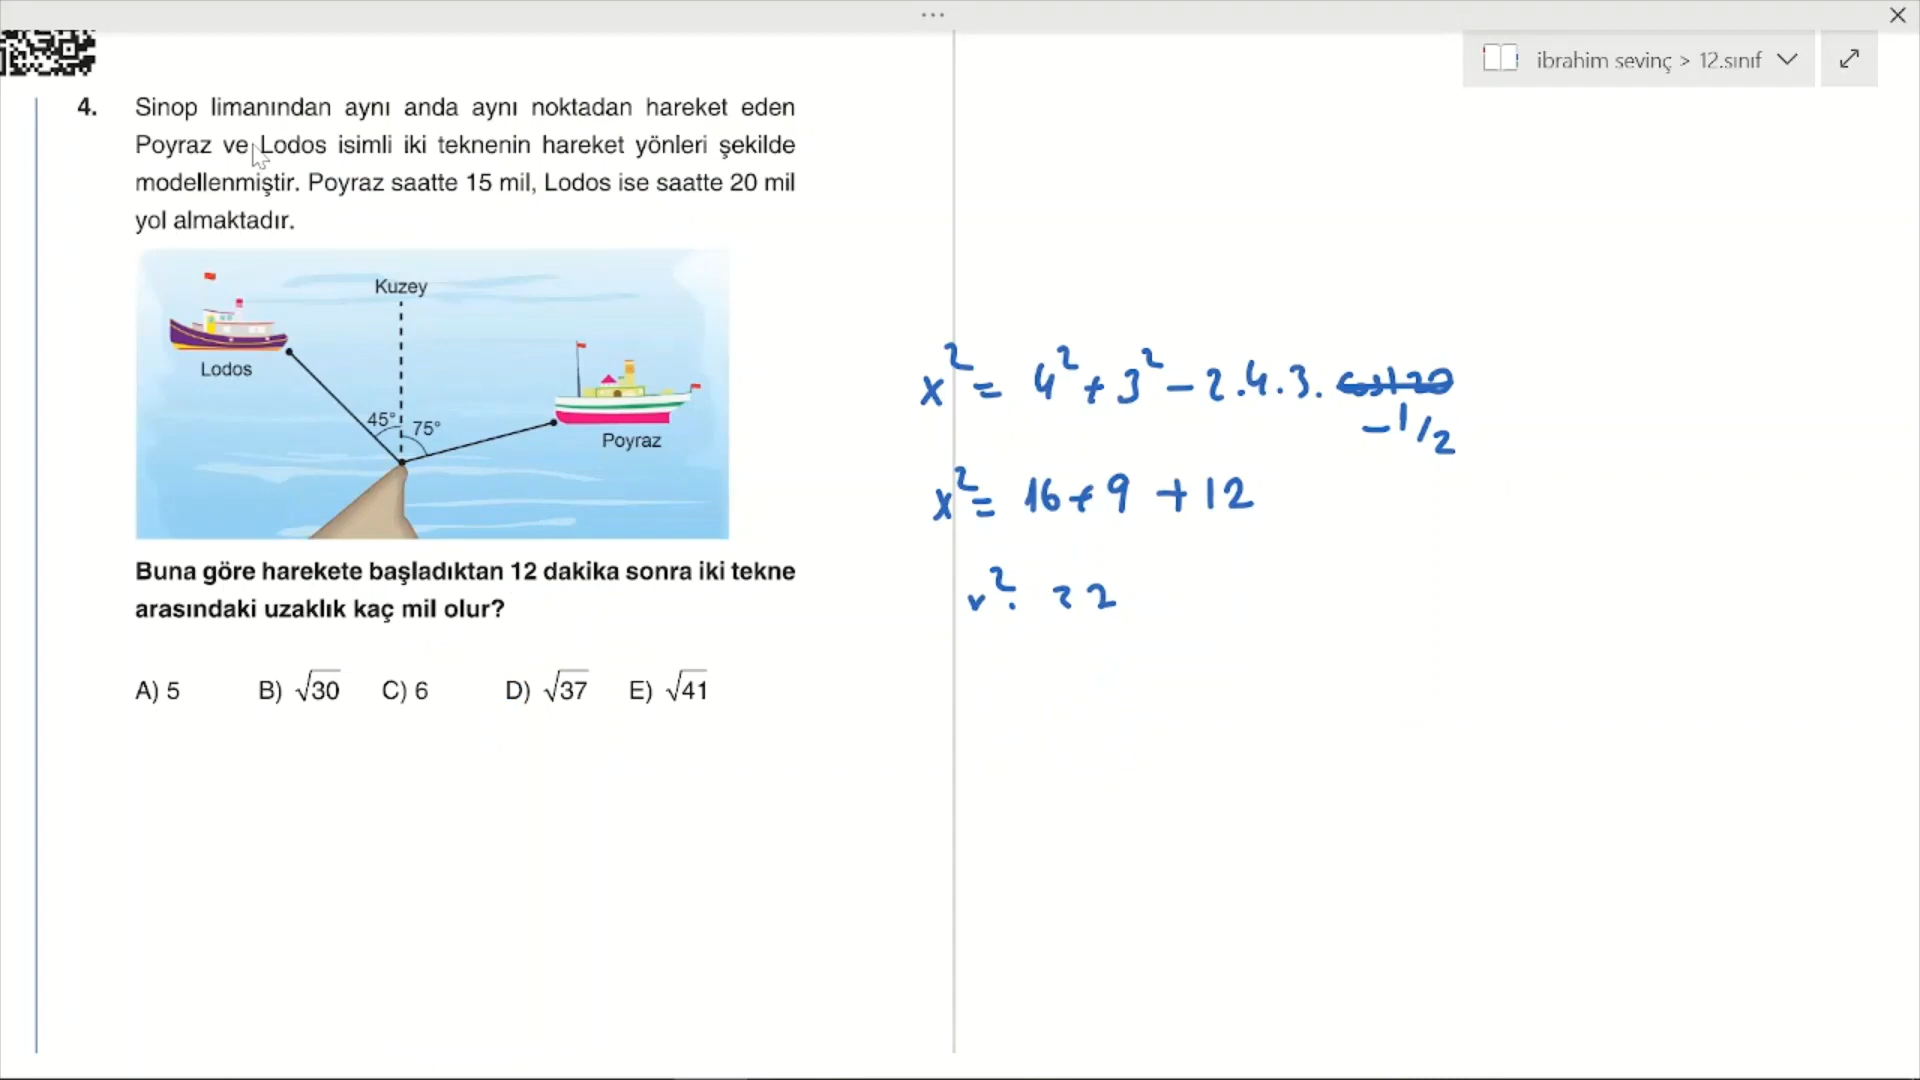 ibrahim sevinç > 12.sınıf
4. Sinop limanından aynı anda aynı noktadan hareket eden
Poyraz ve Lodos isimli iki teknenin hareket yönleri şekilde
modellenmiştir. Poyraz saatte 15 mil, Lodos ise saatte 20 mil
yol almaktadır.
Kuzey
Lodos
45° 75°
Poyraz
Buna göre harekete başladıktan 12 dakika sonra iki tekne
arasındaki uzaklık kaç mil olur?
A) 5 B) √30 C) 6 D) √37 E) √41
x² = 4² + 3² - 2.4.3. cos120
-1/2
x² = 16 + 9 + 12